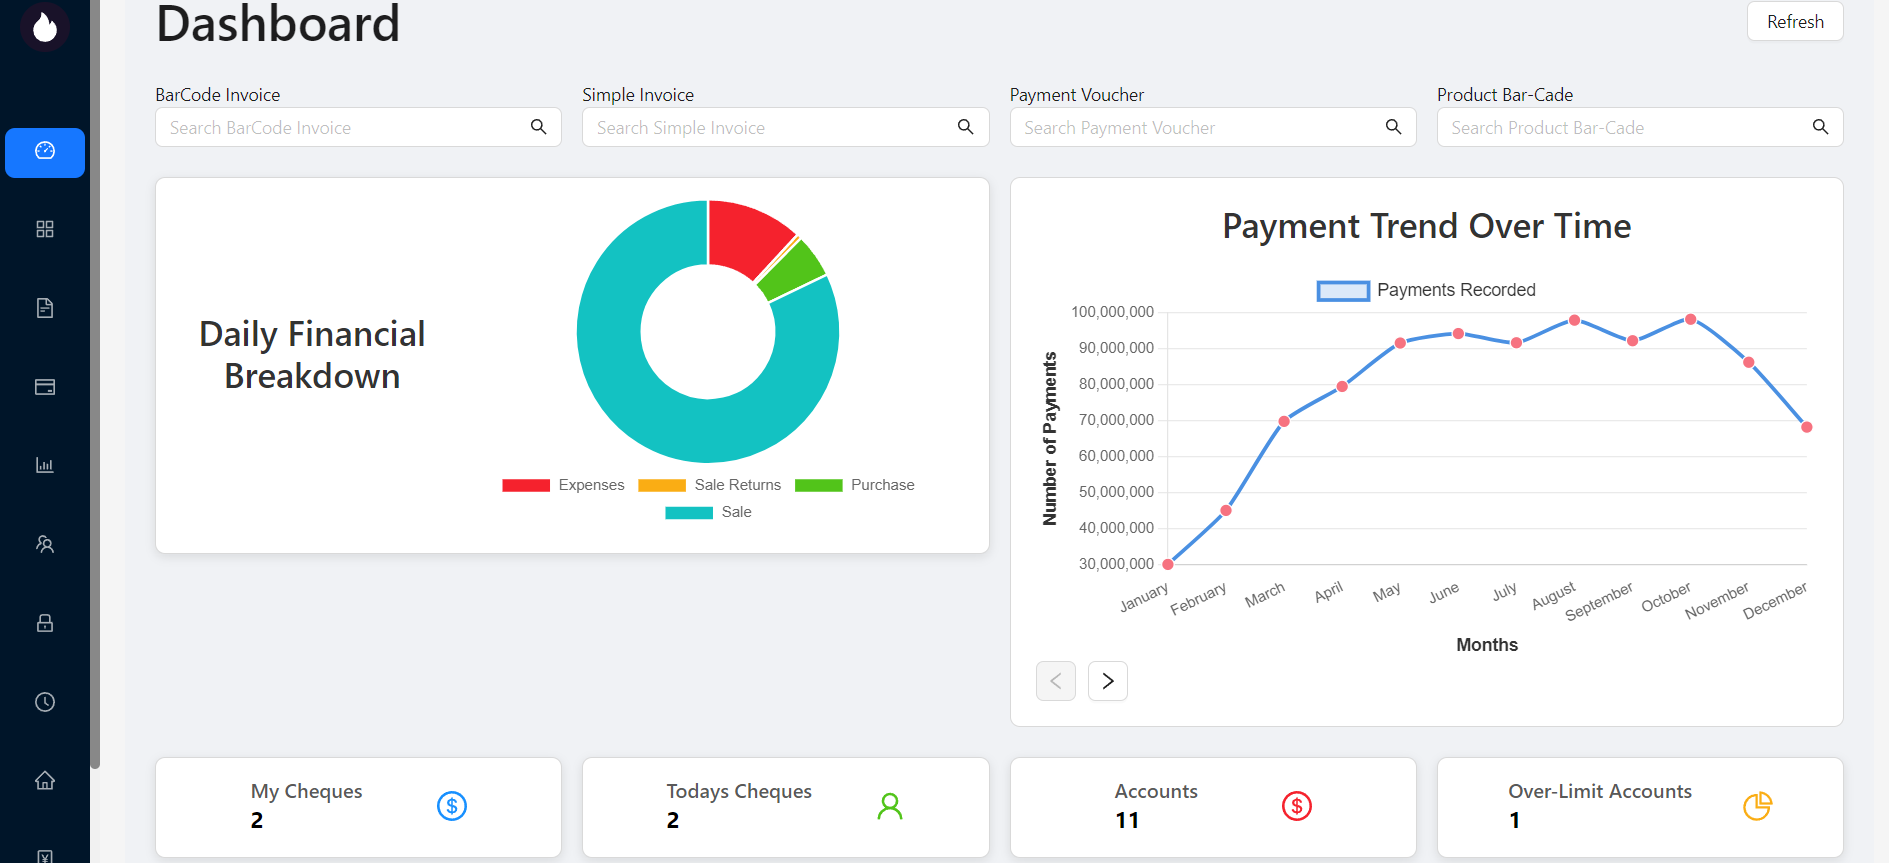 Dashboard
Refresh
BarCode Invoice
Simple Invoice
Payment Voucher
Product Bar-Cade
Search BarCode Invoice
Search Simple Invoice
Search Payment Voucher
Search Product Bar-Cade
Daily Financial
Breakdown
Expenses
Sale Returns
Purchase
Sale
Payment Trend Over Time
Payments Recorded
Number of Payments
100,000,000
90,000,000
80,000,000
70,000,000
60,000,000
50,000,000
40,000,000
30,000,000
January
February
March
April
May
June
July
August
September
October
November
December
Months
My Cheques
2
Todays Cheques
2
Accounts
11
Over-Limit Accounts
1